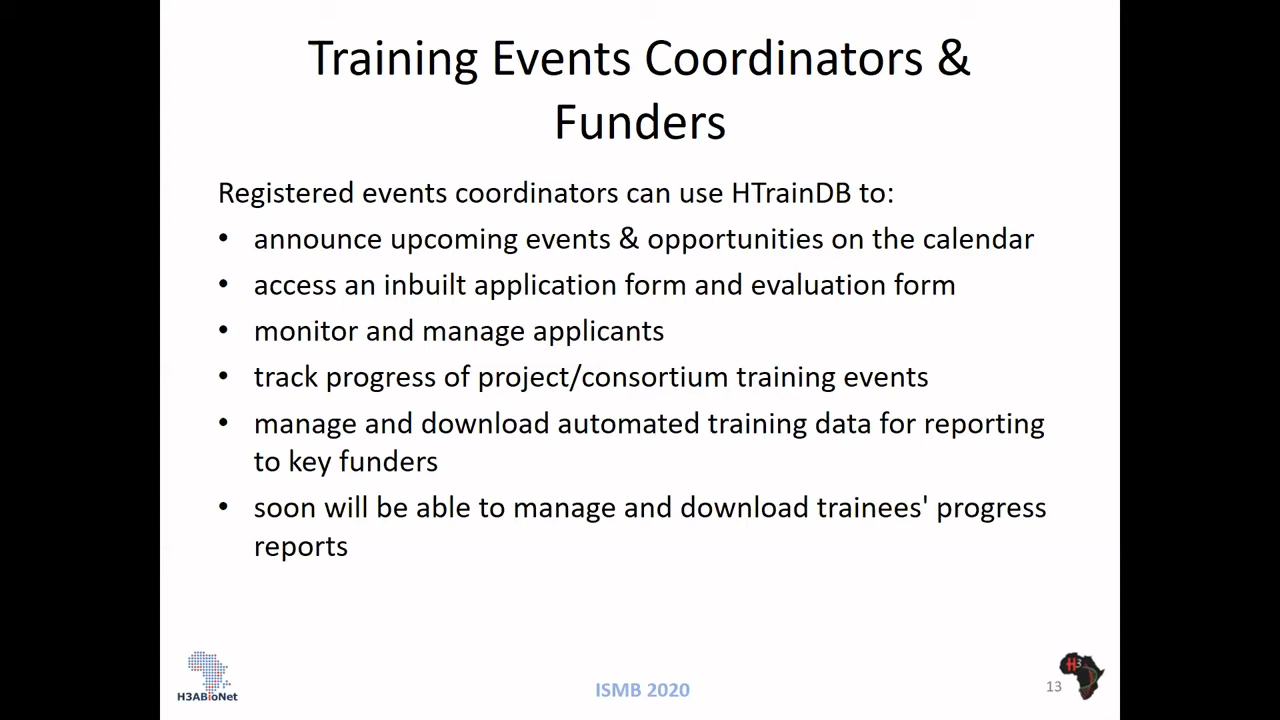 Training Events Coordinators &
Funders
Registered events coordinators can use HTrainDB to:
• announce upcoming events & opportunities on the calendar
• access an inbuilt application form and evaluation form
• monitor and manage applicants
• track progress of project/consortium training events
• manage and download automated training data for reporting
to key funders
• soon will be able to manage and download trainees' progress
reports
H3ABioNet
ISMB 2020
13
H3